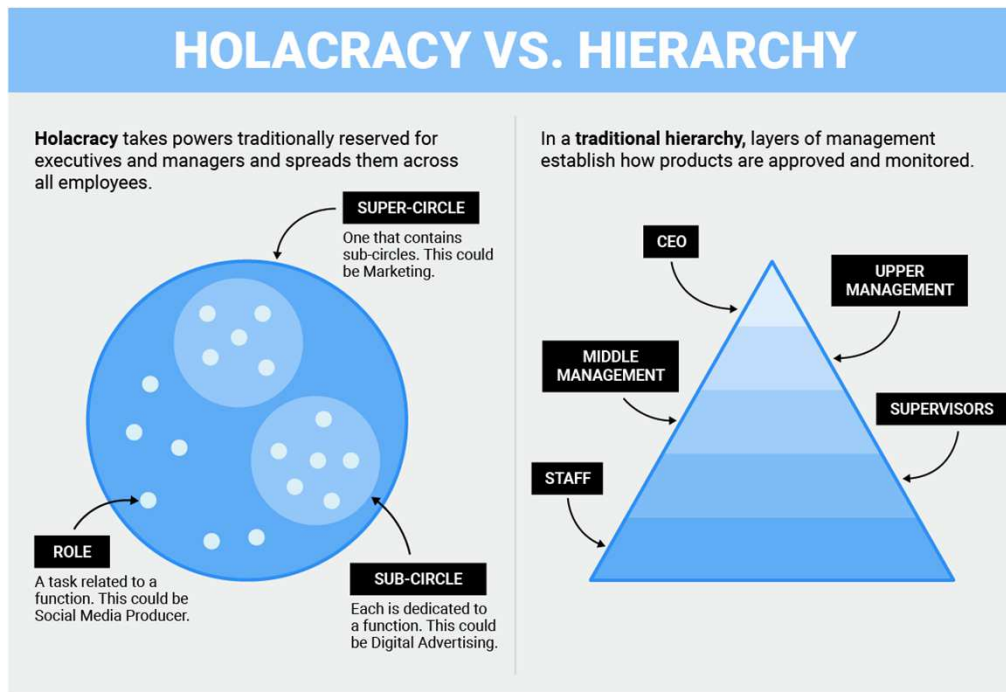 HOLACRACY VS. HIERARCHY
Holacracy takes powers traditionally reserved for
executives and managers and spreads them across
all employees.
SUPER-CIRCLE
One that contains
sub-circles. This could
be Marketing.
ROLE
A task related to a
function. This could be
Social Media Producer.
SUB-CIRCLE
Each is dedicated to
a function. This could
be Digital Advertising.
In a traditional hierarchy, layers of management
establish how products are approved and monitored.
CEO
UPPER
MANAGEMENT
MIDDLE
MANAGEMENT
SUPERVISORS
STAFF